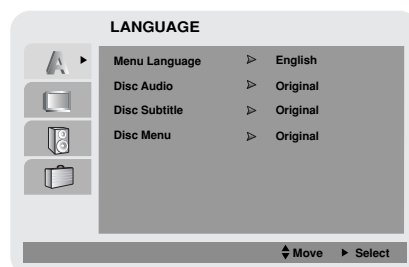 LANGUAGE
A
Menu Language English
Disc Audio Original
Disc Subtitle Original
Disc Menu Original
Move Select